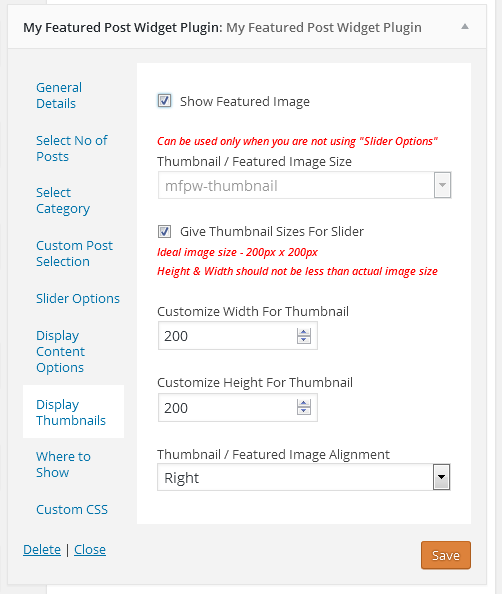 My Featured Post Widget Plugin: My Featured Post Widget Plugin
General
Details
Select No of
Posts
Select
Category
Custom Post
Selection
Slider Options
Display
Content
Options
Display
Thumbnails
Where to
Show
Custom CSS
Show Featured Image
Can be used only when you are not using "Slider Options"
Thumbnail / Featured Image Size
mfpw-thumbnail
Give Thumbnail Sizes For Slider
Ideal image size - 200px x 200px
Height & Width should not be less than actual image size
Customize Width For Thumbnail
200
Customize Height For Thumbnail
200
Thumbnail / Featured Image Alignment
Right
Delete | Close
Save